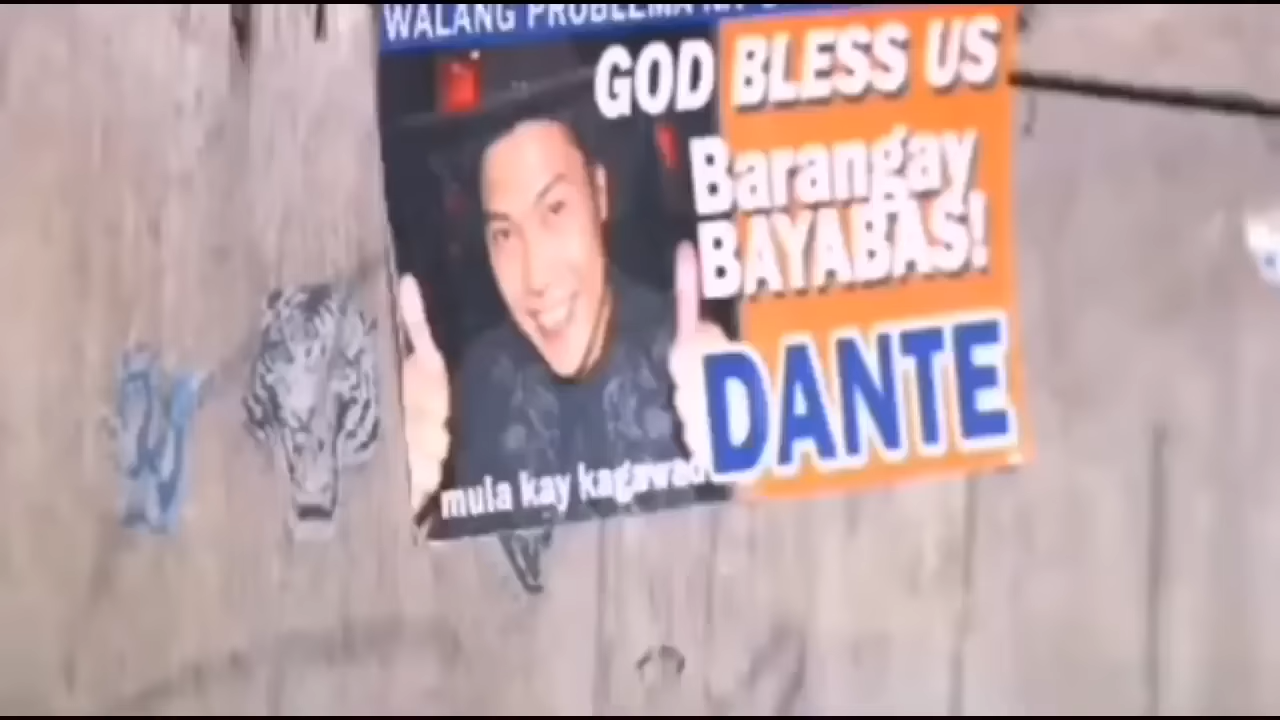 WALANG PROBLEMA
GOD BLESS US
Barangay
BAYABAS!
DANTE
mula kay kagawad